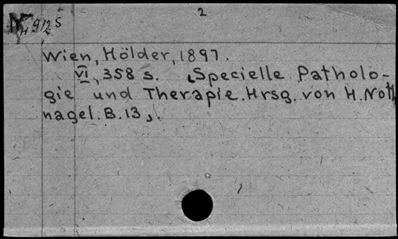 2
Wien, Hölder, 1897.
VI, 358 s. „Specielle Patholo-
gie und Therapie. Hrsg. von H. Noth
nagel. B. 13„.